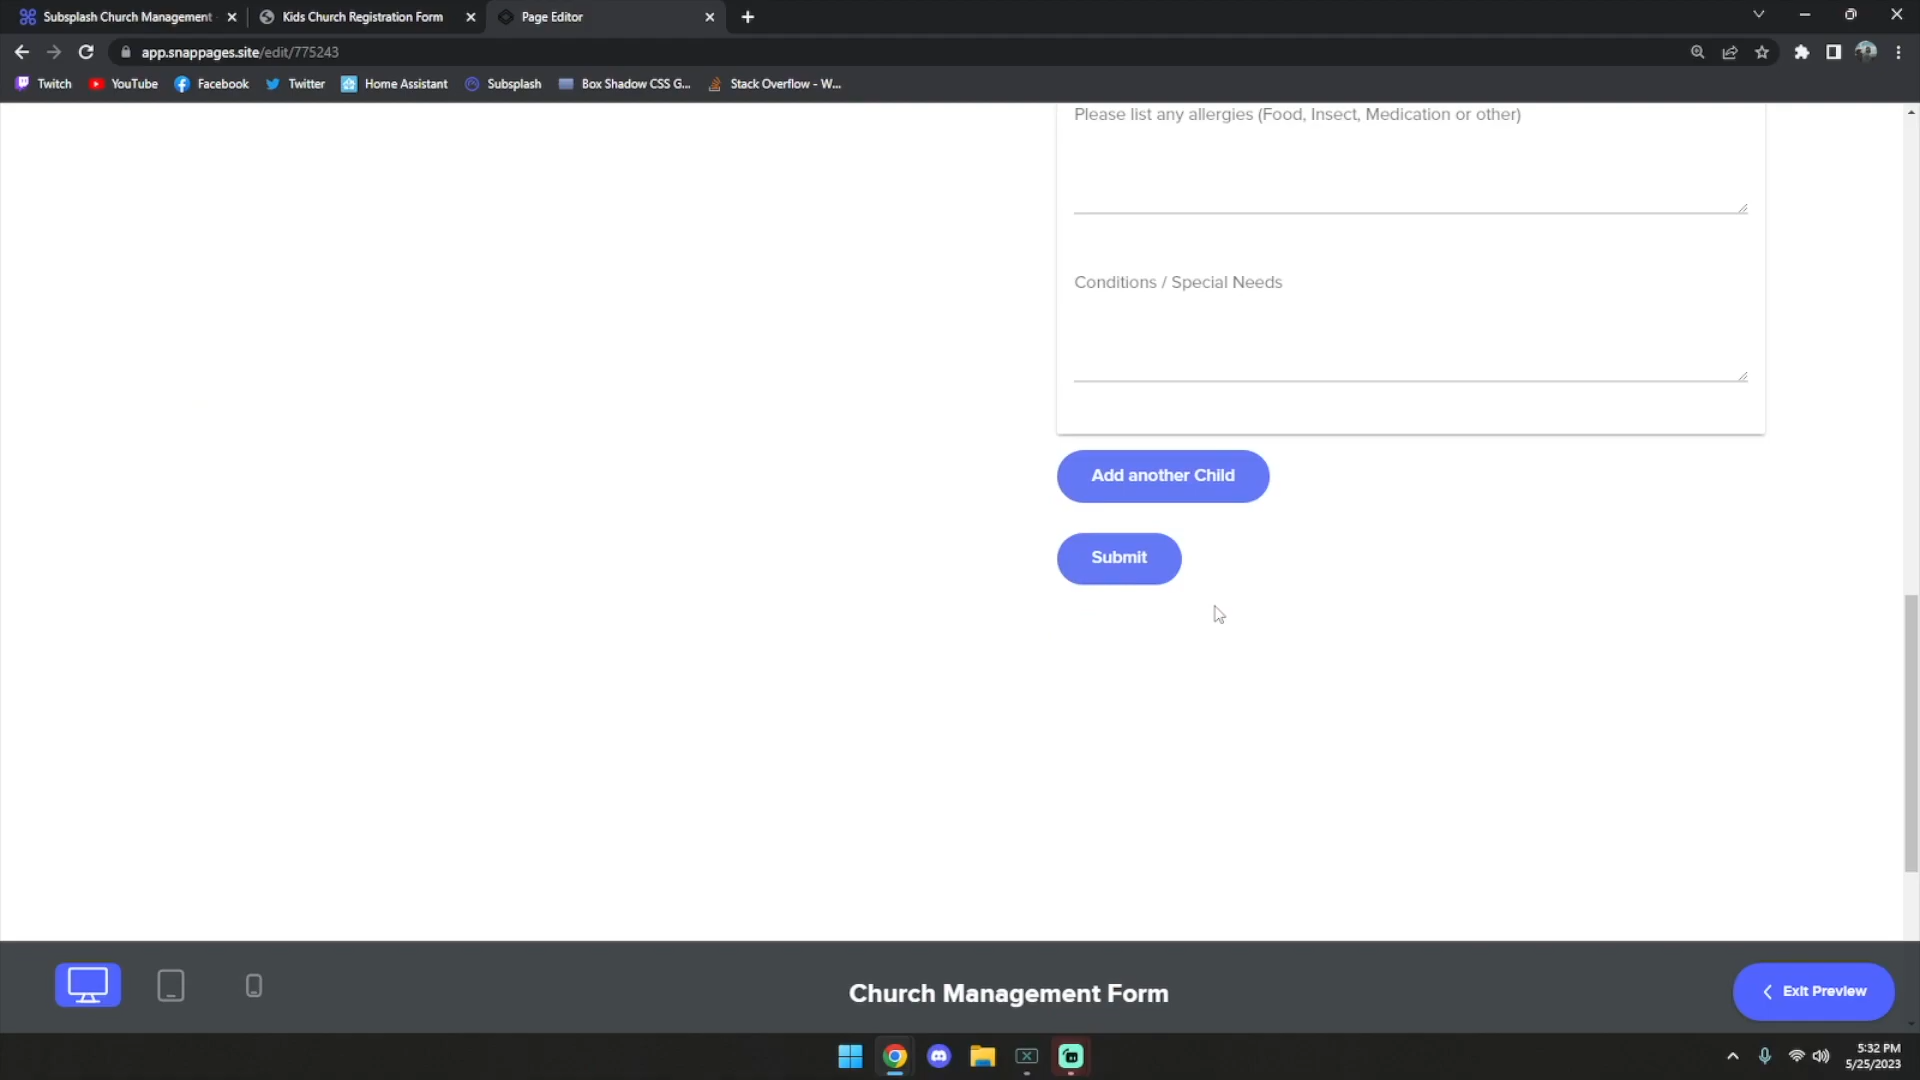 Subsplash Church Management
Kids Church Registration Form
Page Editor
app.snappages.site/edit/775243
Twitch
YouTube
Facebook
Twitter
Home Assistant
Subsplash
Box Shadow CSS G...
Stack Overflow - W...
Please list any allergies (Food, Insect, Medication or other)
Conditions / Special Needs
Add another Child
Submit
Church Management Form
Exit Preview
5:32 PM
5/25/2023